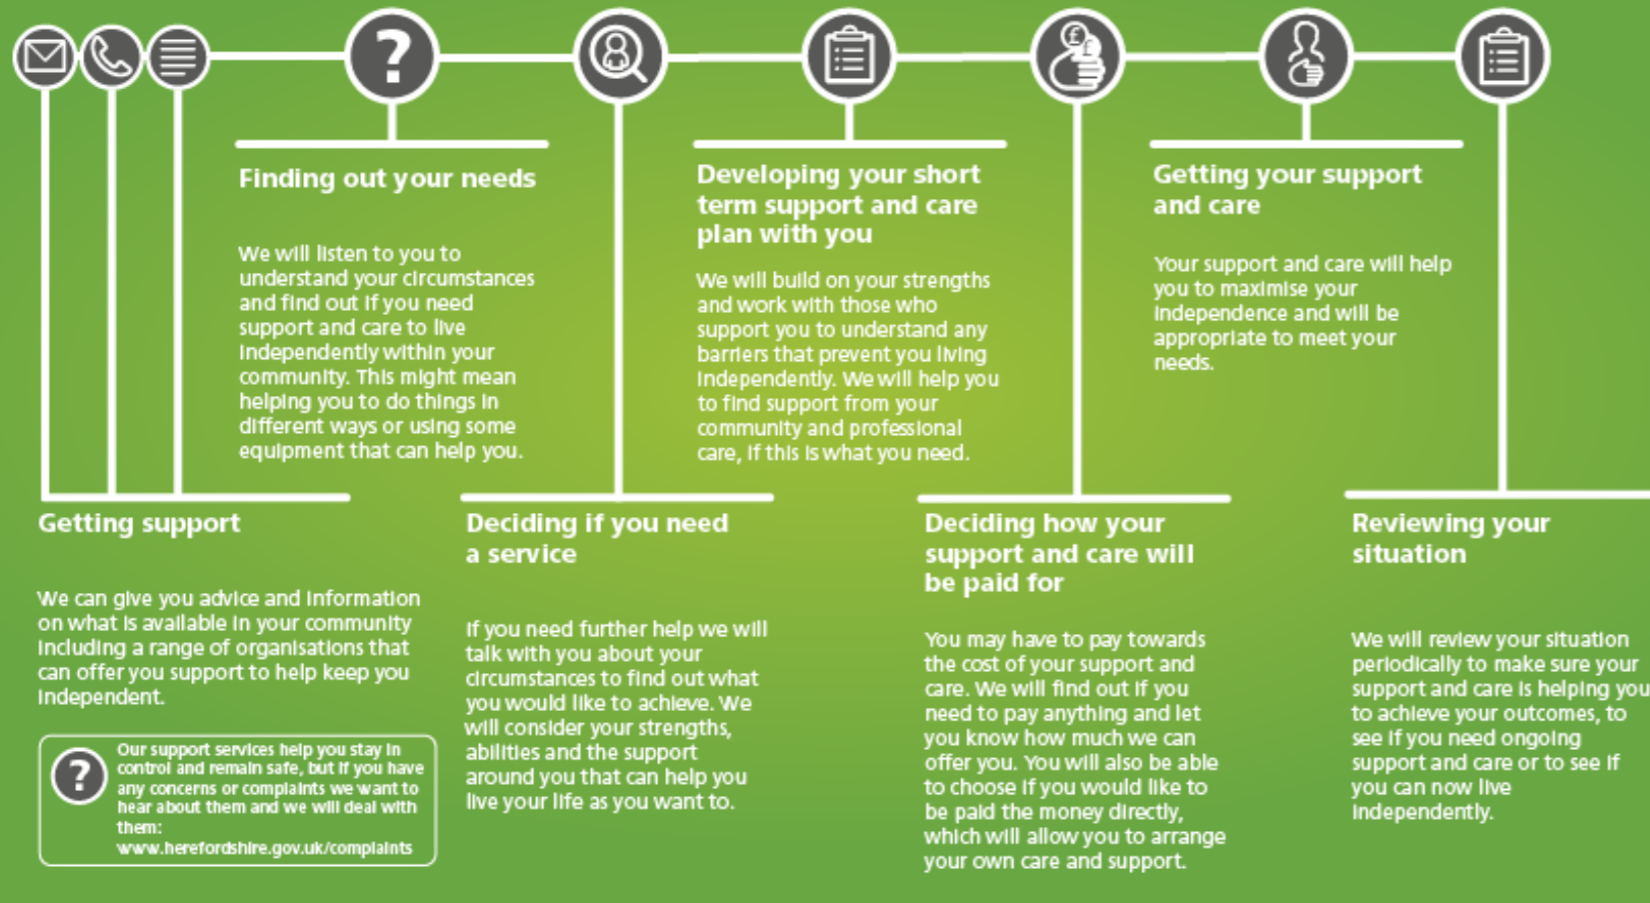 Finding out your needs
We will listen to you to
understand your circumstances
and find out if you need
support and care to live
independently within your
community. This might mean
helping you to do things in
different ways or using some
equipment that can help you.
Developing your short
term support and care
plan with you
We will build on your strengths
and work with those who
support you to understand any
barriers that prevent you living
independently. We will help you
to find support from your
community and professional
care, if this is what you need.
Getting your support
and care
Your support and care will help
you to maximise your
independence and will be
appropriate to meet your
needs.
Getting support
We can give you advice and information
on what is available in your community
including a range of organisations that
can offer you support to help keep you
independent.
?
Our support services help you stay in
control and remain safe, but if you have
any concerns or complaints we want to
hear about them and we will deal with
them:
www.herefordshire.gov.uk/complaints
Deciding if you need
a service
If you need further help we will
talk with you about your
circumstances to find out what
you would like to achieve. We
will consider your strengths,
abilities and the support
around you that can help you
live your life as you want to.
Deciding how your
support and care will
be paid for
You may have to pay towards
the cost of your support and
care. We will find out if you
need to pay anything and let
you know how much we can
offer you. You will also be able
to choose if you would like to
be paid the money directly,
which will allow you to arrange
your own care and support.
Reviewing your
situation
We will review your situation
periodically to make sure your
support and care is helping you
to achieve your outcomes, to
see if you need ongoing
support and care or to see if
you can now live
independently.